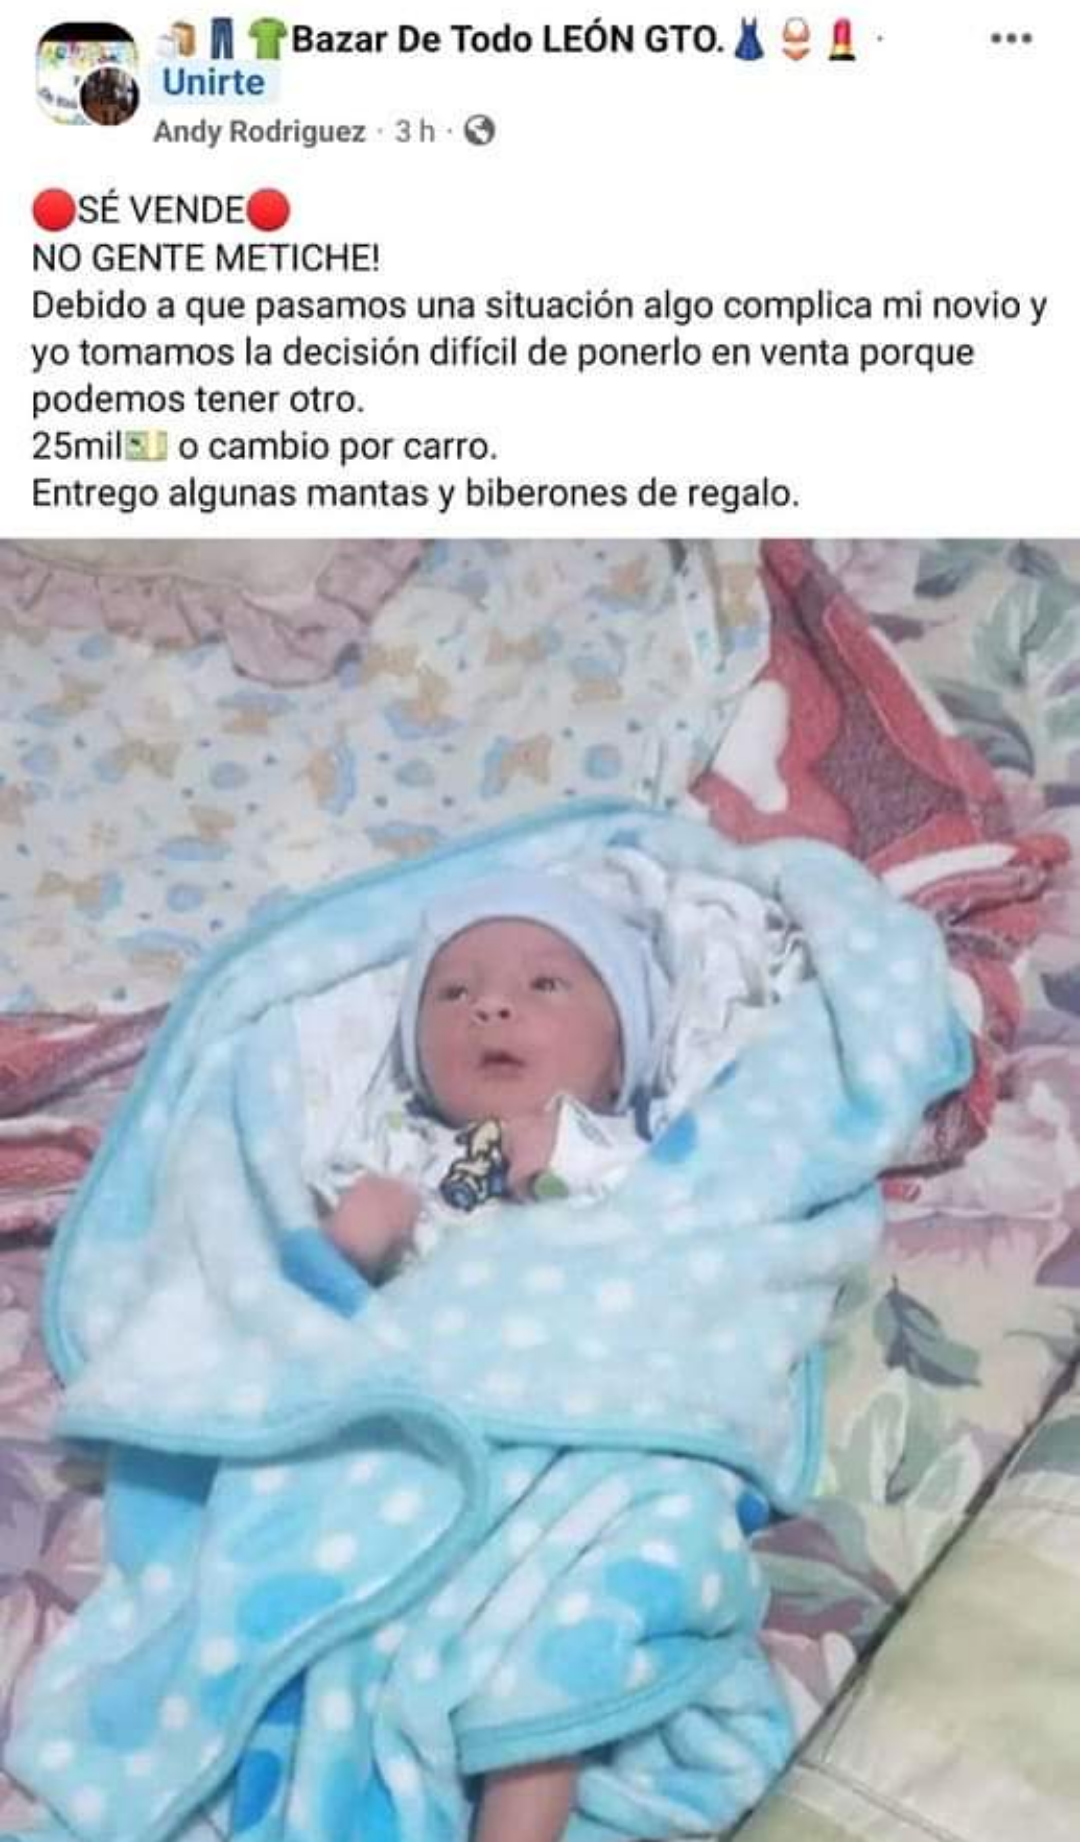 Bazar De Todo LEÓN GTO.
Unirte
Andy Rodriguez · 3 h ·
🔴SÉ VENDE🔴
NO GENTE METICHE!
Debido a que pasamos una situación algo complica mi novio y
yo tomamos la decisión difícil de ponerlo en venta porque
podemos tener otro.
25mil💵 o cambio por carro.
Entrego algunas mantas y biberones de regalo.